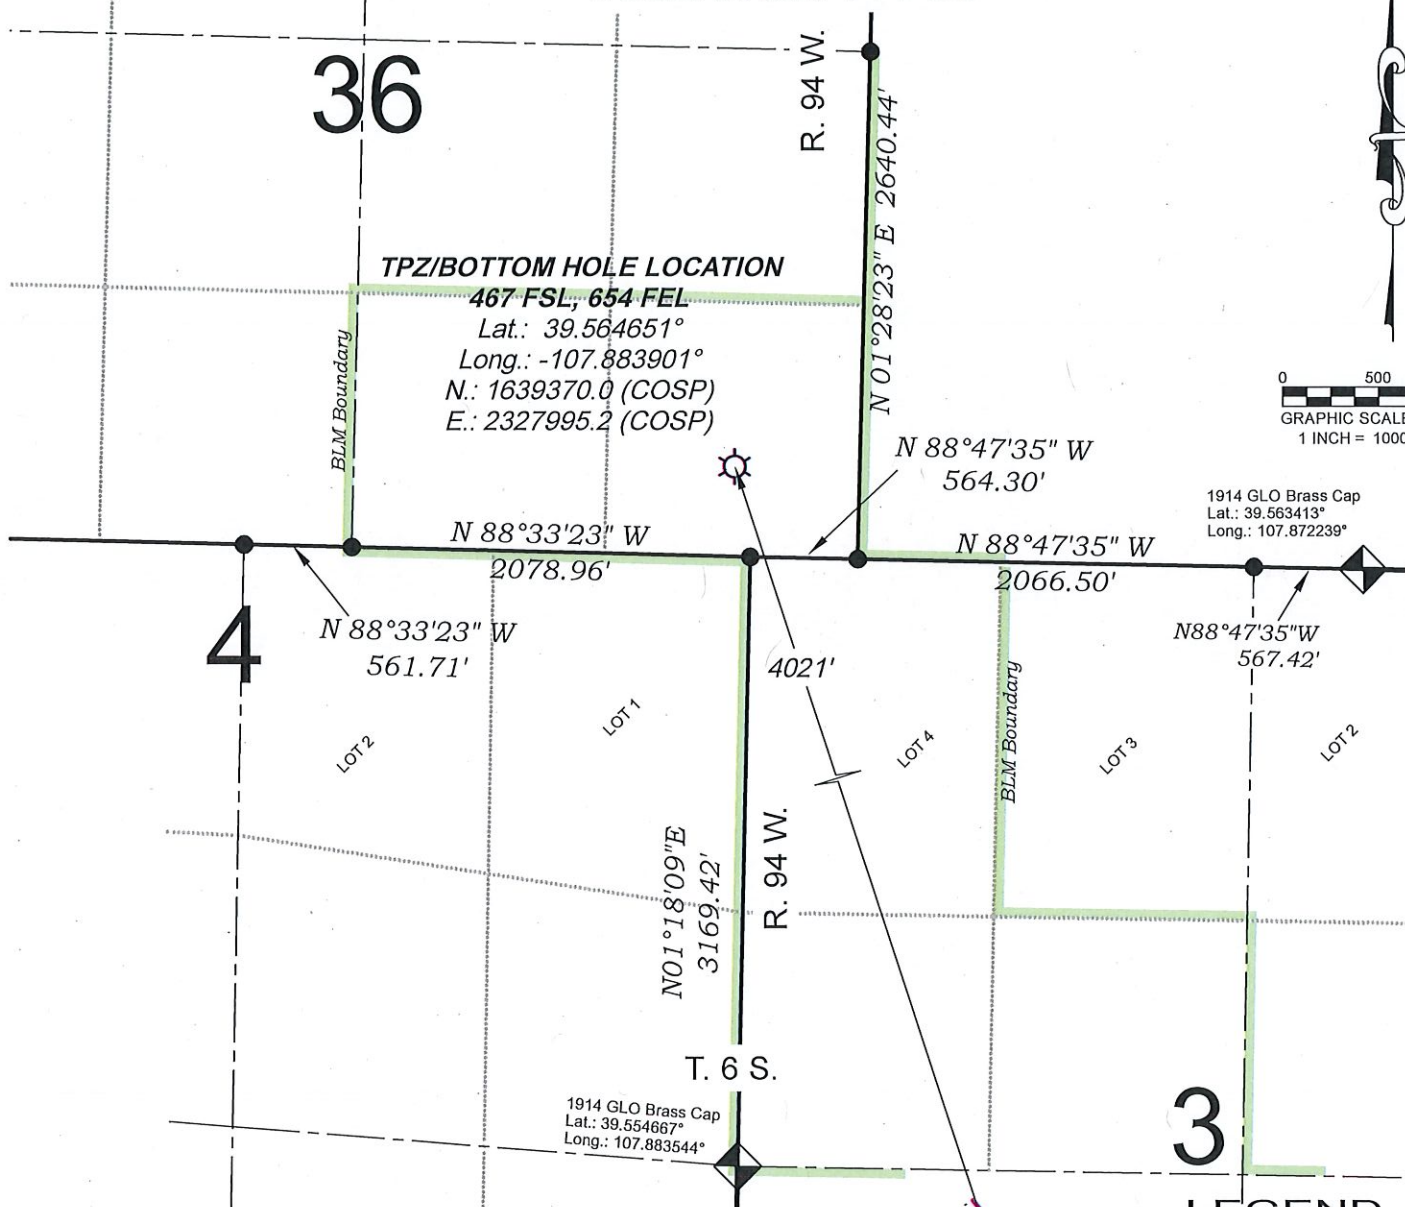 36
R. 94 W.
N 01°28'23" E 2640.44'
TPZ/BOTTOM HOLE LOCATION
467 FSL, 654 FEL
Lat.: 39.564651°
Long.: -107.883901°
N.: 1639370.0 (COSP)
E.: 2327995.2 (COSP)
BLM Boundary
0 500
GRAPHIC SCALE
1 INCH = 1000
N 88°47'35" W
564.30'
1914 GLO Brass Cap
Lat.: 39.563413°
Long.: 107.872239°
N 88°33'23" W
2078.96'
N 88°47'35" W
2066.50'
4
N 88°33'23" W
561.71'
4021'
N88°47'35"W
567.42'
LOT 2
LOT 1
LOT 4
BLM Boundary
LOT 3
LOT 2
N01°18'09"E
3169.42'
R. 94 W.
T. 6 S.
1914 GLO Brass Cap
Lat.: 39.554667°
Long.: 107.883544°
3
LEGEND